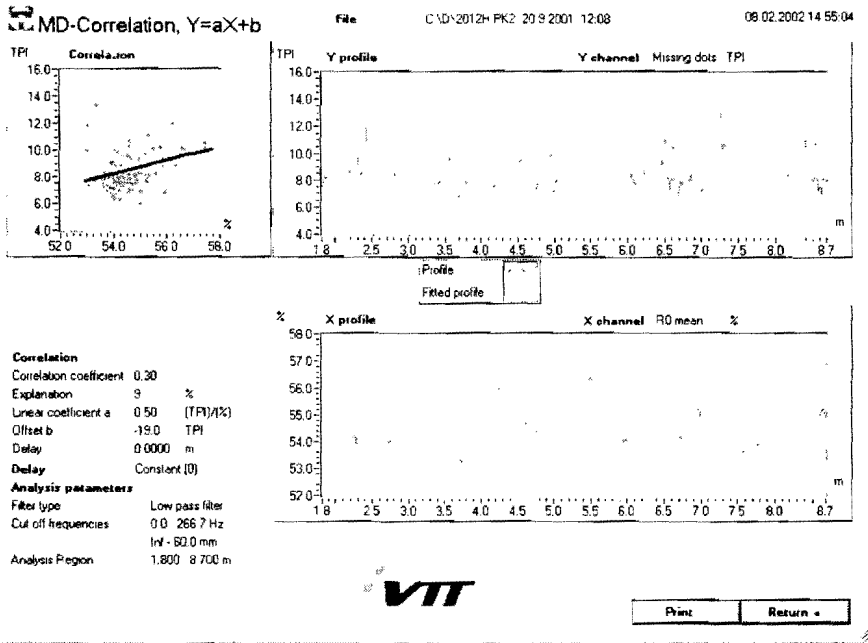 MD-Correlation, Y=aX+b
File C:\D\2012H PK2 20 9 2001 12:08
08.02.2002 14:55:04
TPI Correlation
16.0
14.0
12.0
10.0
8.0
6.0
4.0
%
52.0 54.0 56.0 58.0
TPI Y profile Y channel Missing dots TPI
16.0
14.0
12.0
10.0
8.0
6.0
4.0
m
1.8 2.5 3.0 3.5 4.0 4.5 5.0 5.5 6.0 6.5 7.0 7.5 8.0 8.7
Profile
Fitted profile
% X profile X channel R0 mean %
58.0
57.0
56.0
55.0
54.0
53.0
52.0
m
1.8 2.5 3.0 3.5 4.0 4.5 5.0 5.5 6.0 6.5 7.0 7.5 8.0 8.7
Correlation
Correlation coefficient 0.30
Explanation 9 %
Linear coefficient a 0.50 (TPI)/(%)
Offset b -19.0 TPI
Delay 0.0000 m
Delay Constant (0)
Analysis parameters
Filter type Low pass filter
Cut off frequencies 0.0 266.7 Hz
Inf - 60.0 mm
Analysis Region 1.800 8.700 m
VTT
Print Return